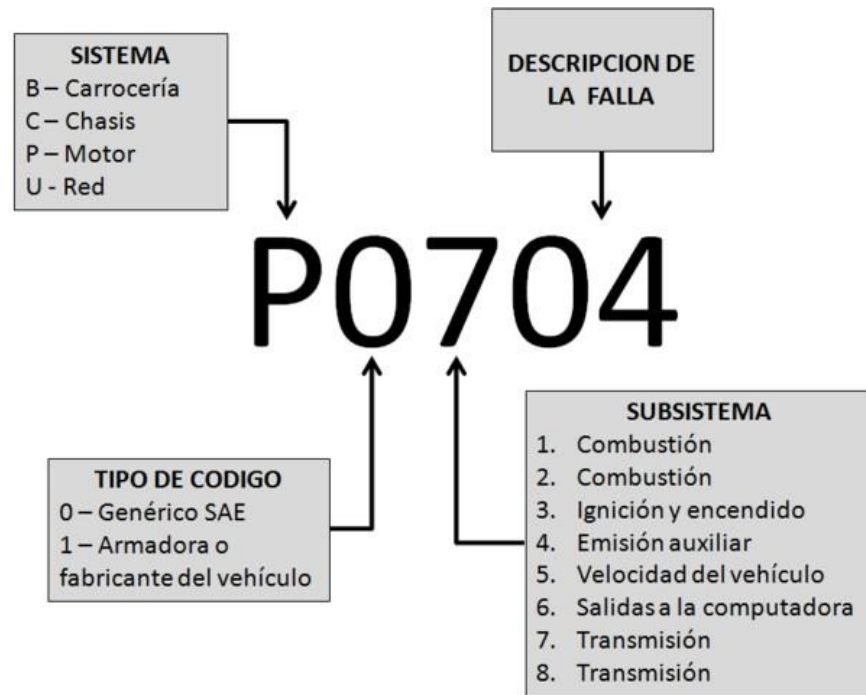 SISTEMA
B – Carrocería
C – Chasis
P – Motor
U - Red
DESCRIPCION DE
LA FALLA
P0704
TIPO DE CODIGO
0 – Genérico SAE
1 – Armadora o
fabricante del vehículo
SUBSISTEMA
1. Combustión
2. Combustión
3. Ignición y encendido
4. Emisión auxiliar
5. Velocidad del vehículo
6. Salidas a la computadora
7. Transmisión
8. Transmisión